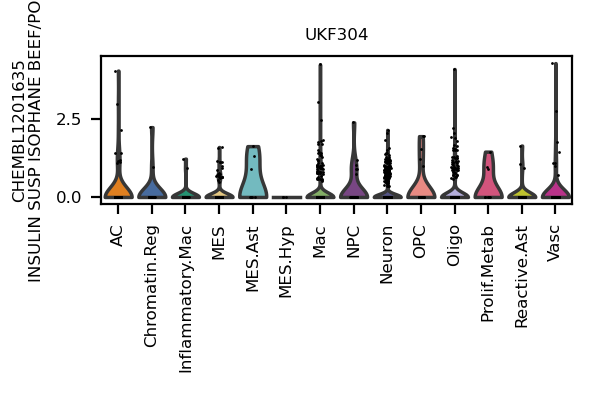 UKF304
CHEMBL1201635
INSULIN SUSP ISOPHANE BEEF/PO
2.5
0.0
AC
Chromatin.Reg
Inflammatory.Mac
MES
MES.Ast
MES.Hyp
Mac
NPC
Neuron
OPC
Oligo
Prolif.Metab
Reactive.Ast
Vasc